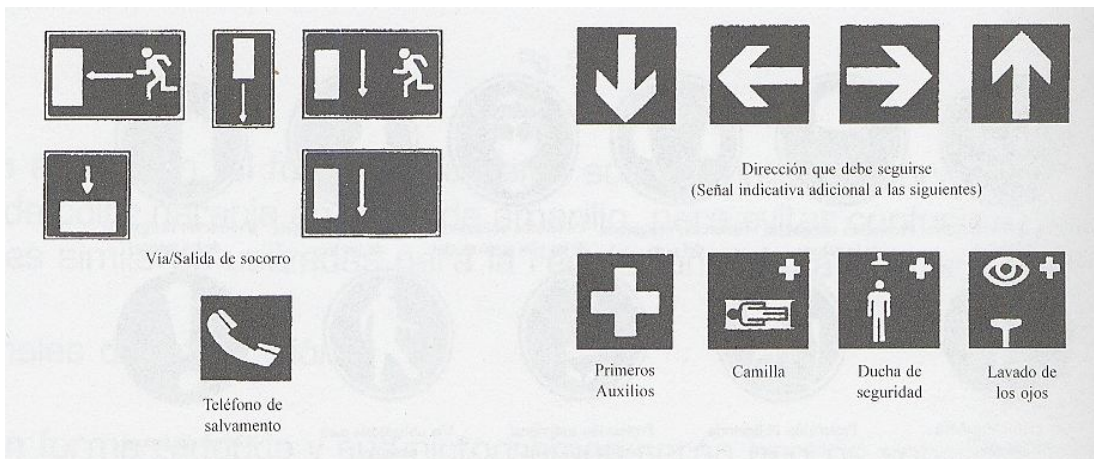 Vía/Salida de socorro
Teléfono de
salvamento
Dirección que debe seguirse
(Señal indicativa adicional a las siguientes)
Primeros
Auxilios
Camilla
Ducha de
seguridad
Lavado de
los ojos